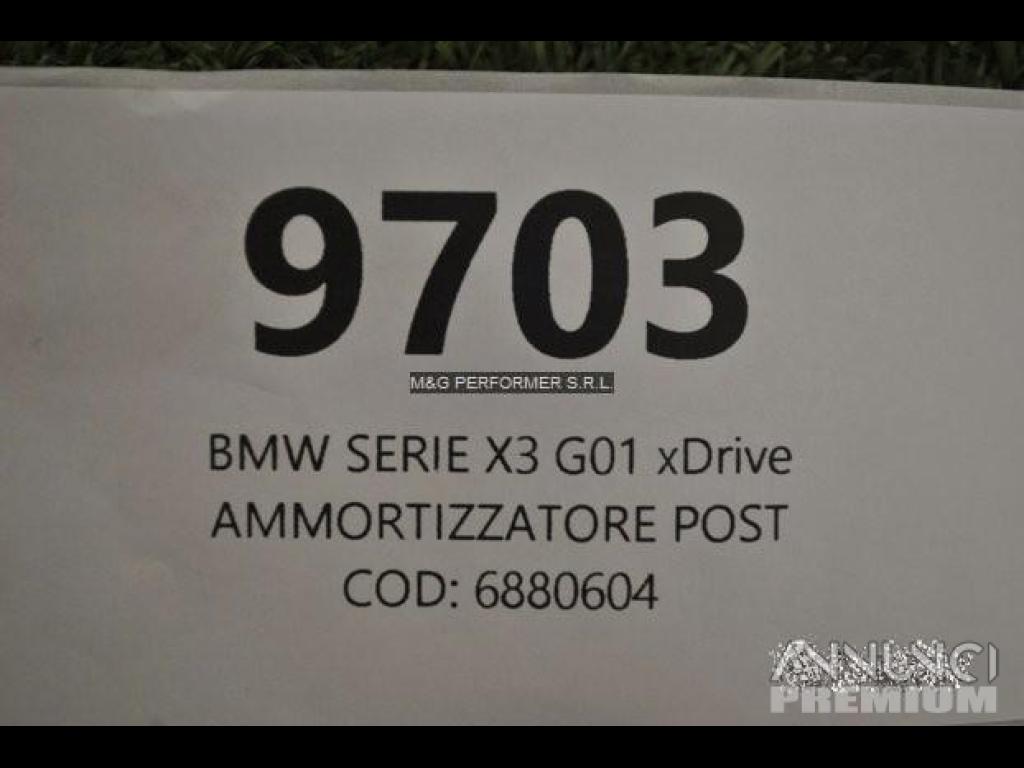 9703
M&G PERFORMER S.R.L.
BMW SERIE X3 G01 xDrive
AMMORTIZZATORE POST
COD: 6880604
ANNUNCI
PREMIUM